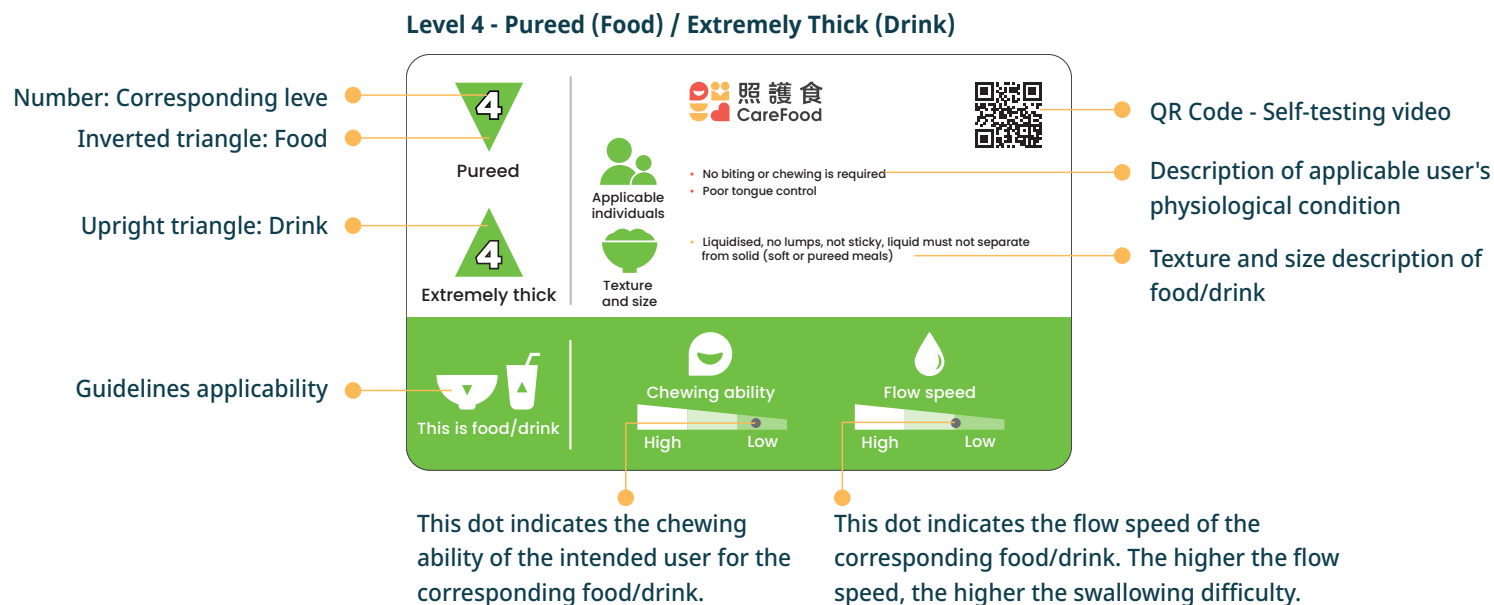 Level 4 - Pureed (Food) / Extremely Thick (Drink)
Number: Corresponding leve
Inverted triangle: Food
Upright triangle: Drink
Guidelines applicability
4
Pureed
4
Extremely thick
照護食
CareFood
Applicable
individuals
• No biting or chewing is required
• Poor tongue control
Texture
and size
• Liquidised, no lumps, not sticky, liquid must not separate
from solid (soft or pureed meals)
This is food/drink
Chewing ability
High Low
Flow speed
High Low
QR Code - Self-testing video
Description of applicable user's
physiological condition
Texture and size description of
food/drink
This dot indicates the chewing
ability of the intended user for the
corresponding food/drink.
This dot indicates the flow speed of the
corresponding food/drink. The higher the flow
speed, the higher the swallowing difficulty.